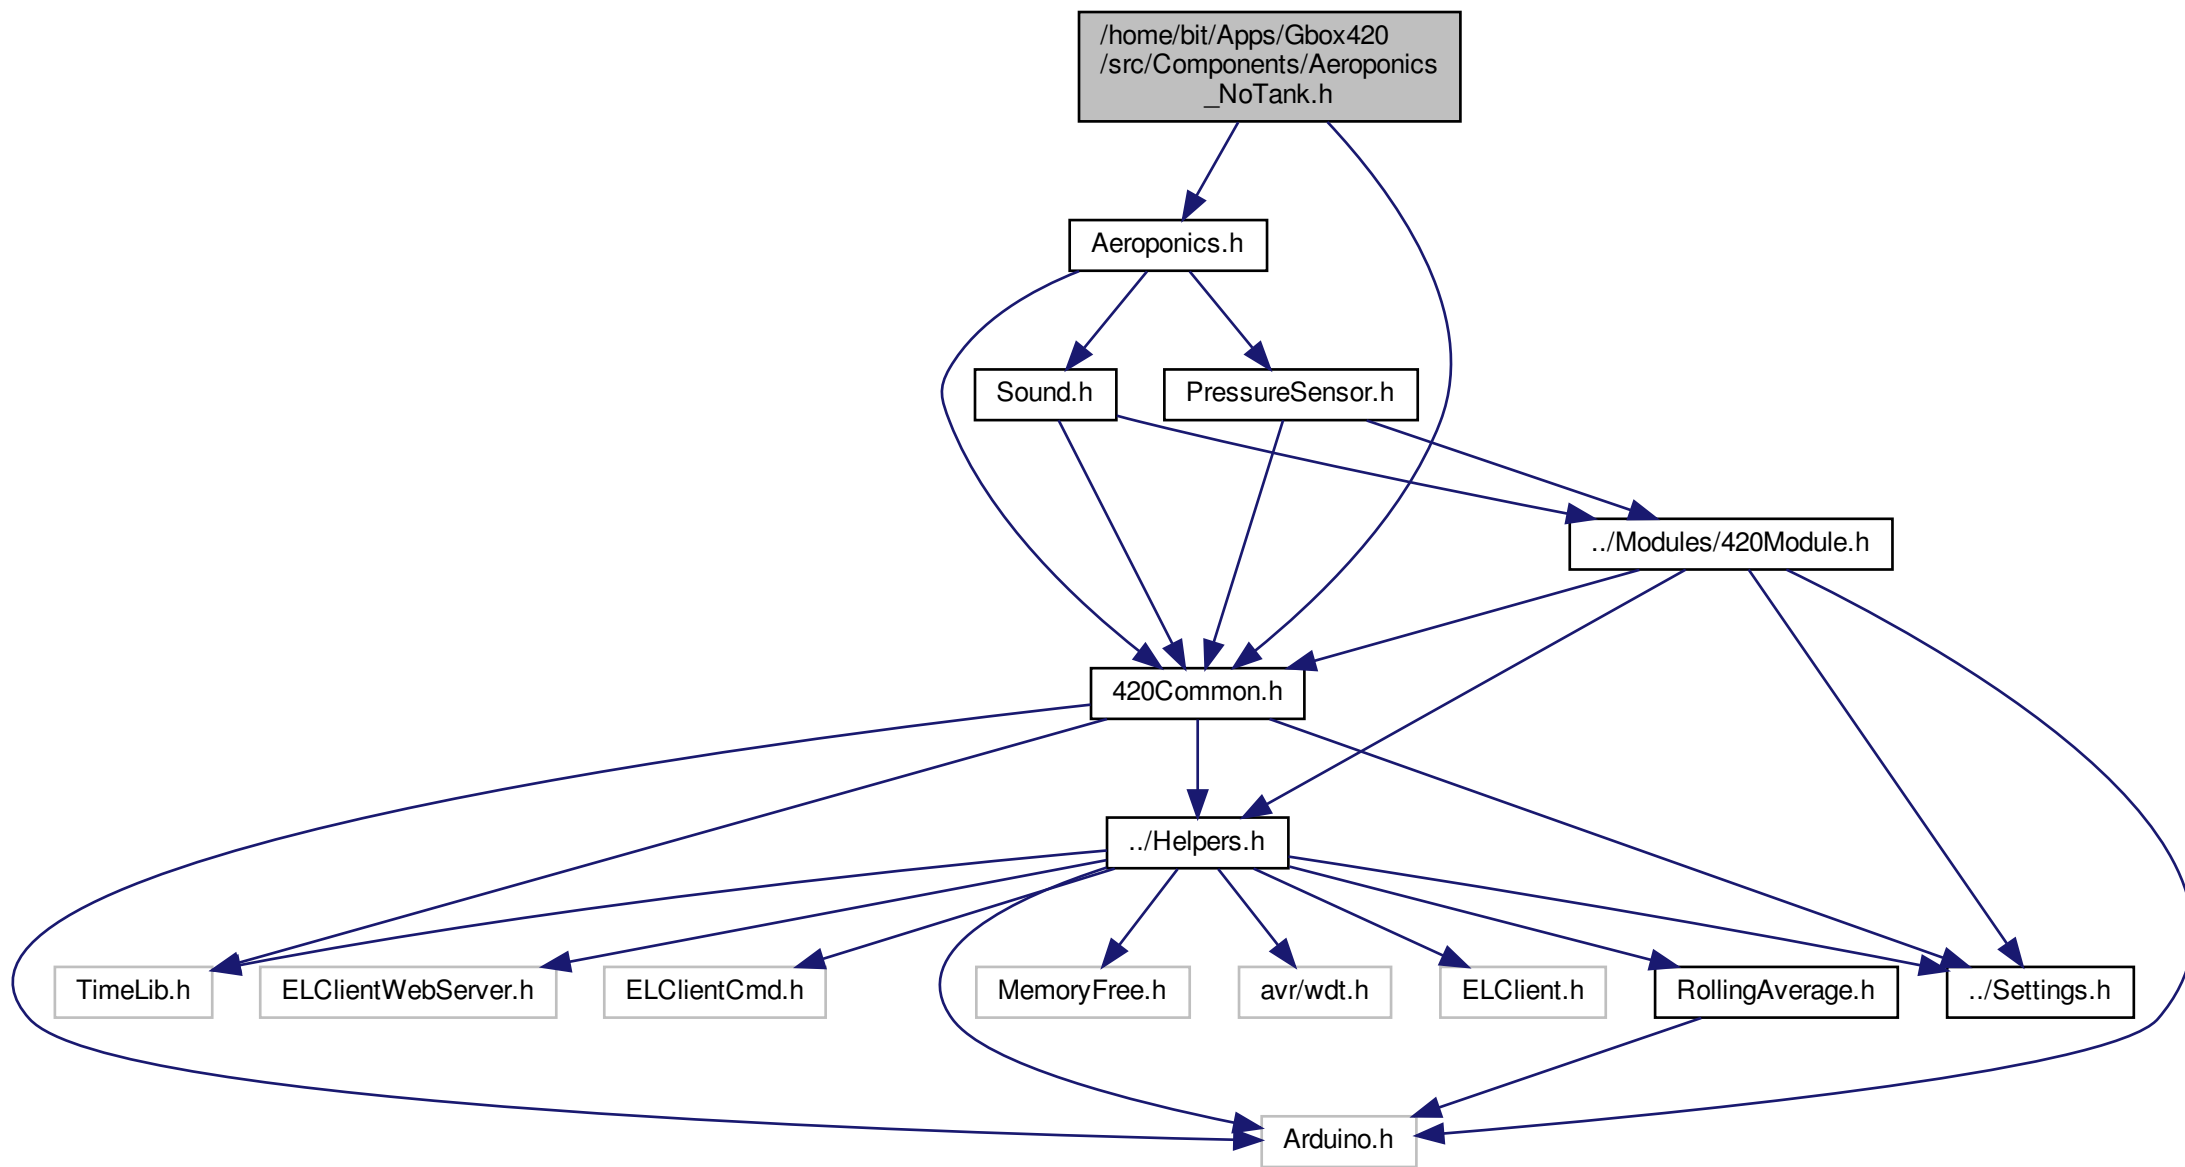 /home/bit/Apps/Gbox420
/src/Components/Aeroponics
_NoTank.h
Aeroponics.h
Sound.h
PressureSensor.h
../Modules/420Module.h
420Common.h
../Helpers.h
TimeLib.h
ELClientWebServer.h
ELClientCmd.h
MemoryFree.h
avr/wdt.h
ELClient.h
RollingAverage.h
../Settings.h
Arduino.h